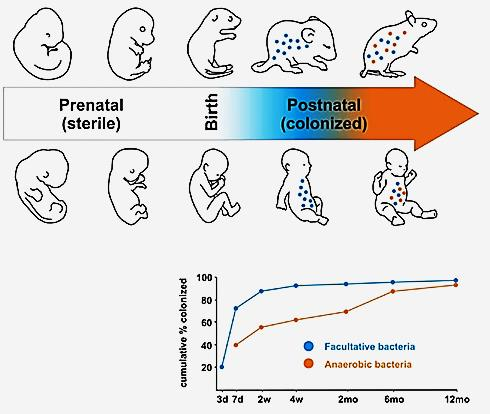 Prenatal
(sterile)
Birth
Postnatal
(colonized)
cumulative % colonized
100
80
60
40
20
Facultative bacteria
Anaerobic bacteria
3d 7d 2w 4w 2mo 6mo 12mo